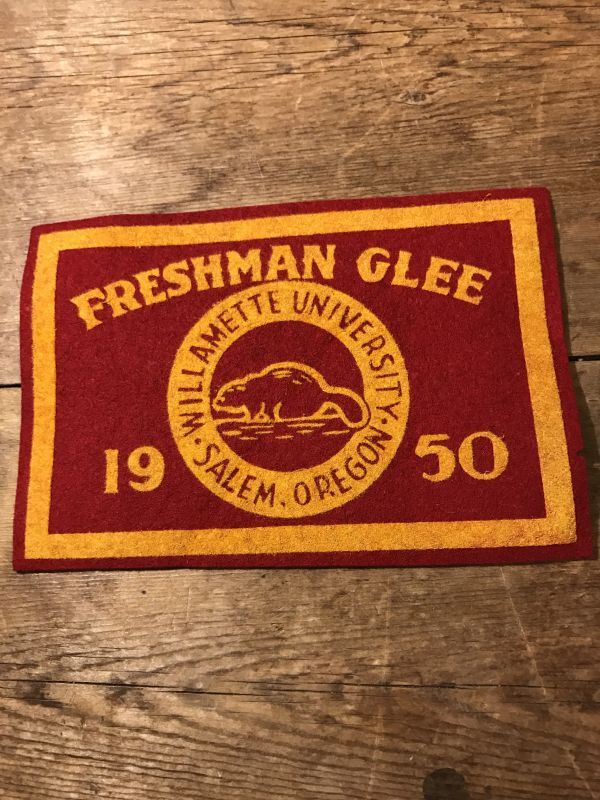 FRESHMAN GLEE
WILLAMETTE UNIVERSITY
· SALEM, OREGON ·
19 50